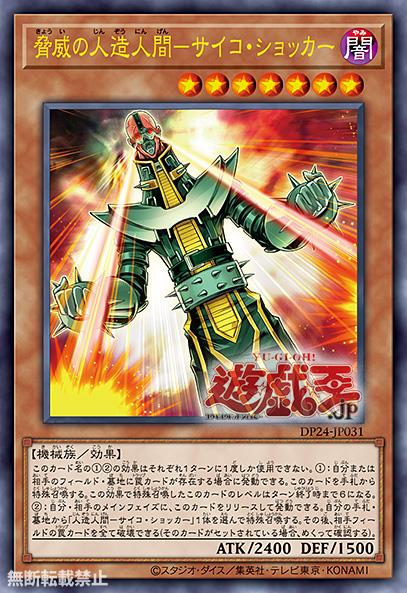 脅威の人造人間－サイコ・ショッカー
闇
YU-GI-OH!
遊戯王.jp
DP24-JP031
【機械族／効果】
このカード名の①②の効果はそれぞれ1ターンに1度しか使用できない。①：自分または
相手のフィールド・墓地に罠カードが存在する場合に発動できる。このカードを手札から
特殊召喚する。この効果で特殊召喚したこのカードのレベルはターン終了時まで6になる。
②：自分・相手のメインフェイズに、このカードをリリースして発動できる。自分の手札・
墓地から「人造人間－サイコ・ショッカー」1体を選んで特殊召喚する。その後、相手フィー
ルドの罠カードを全て破壊できる（そのカードがセットされている場合、めくって確認する）。
ATK/2400 DEF/1500
無断転載禁止
©スタジオ・ダイス／集英社・テレビ東京・KONAMI